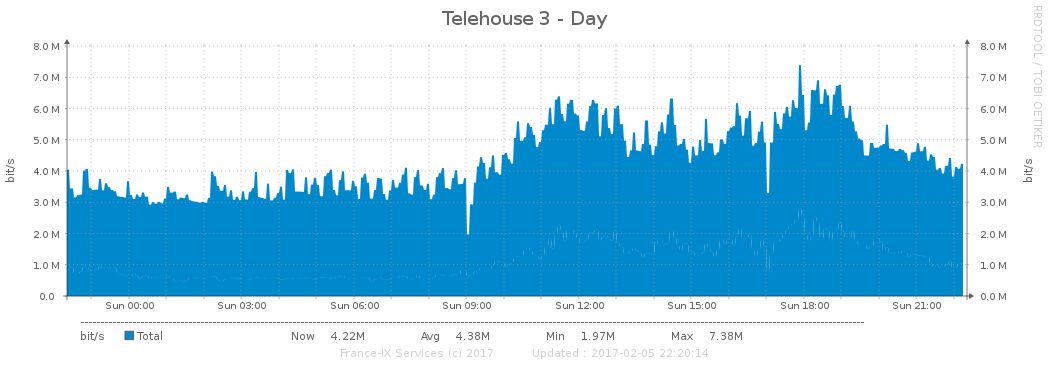 Telehouse 3 - Day
RRDTOOL / TOBI OETIKER
8.0 M 8.0 M
7.0 M 7.0 M
6.0 M 6.0 M
5.0 M 5.0 M
4.0 M 4.0 M
3.0 M 3.0 M
2.0 M 2.0 M
1.0 M 1.0 M
0.0 0.0 M
bit/s bit/s
Sun 00:00 Sun 03:00 Sun 06:00 Sun 09:00 Sun 12:00 Sun 15:00 Sun 18:00 Sun 21:00
bit/s Total Now 4.22M Avg 4.38M Min 1.97M Max 7.38M
France-IX Services (c) 2017 Updated : 2017-02-05 22:20:14